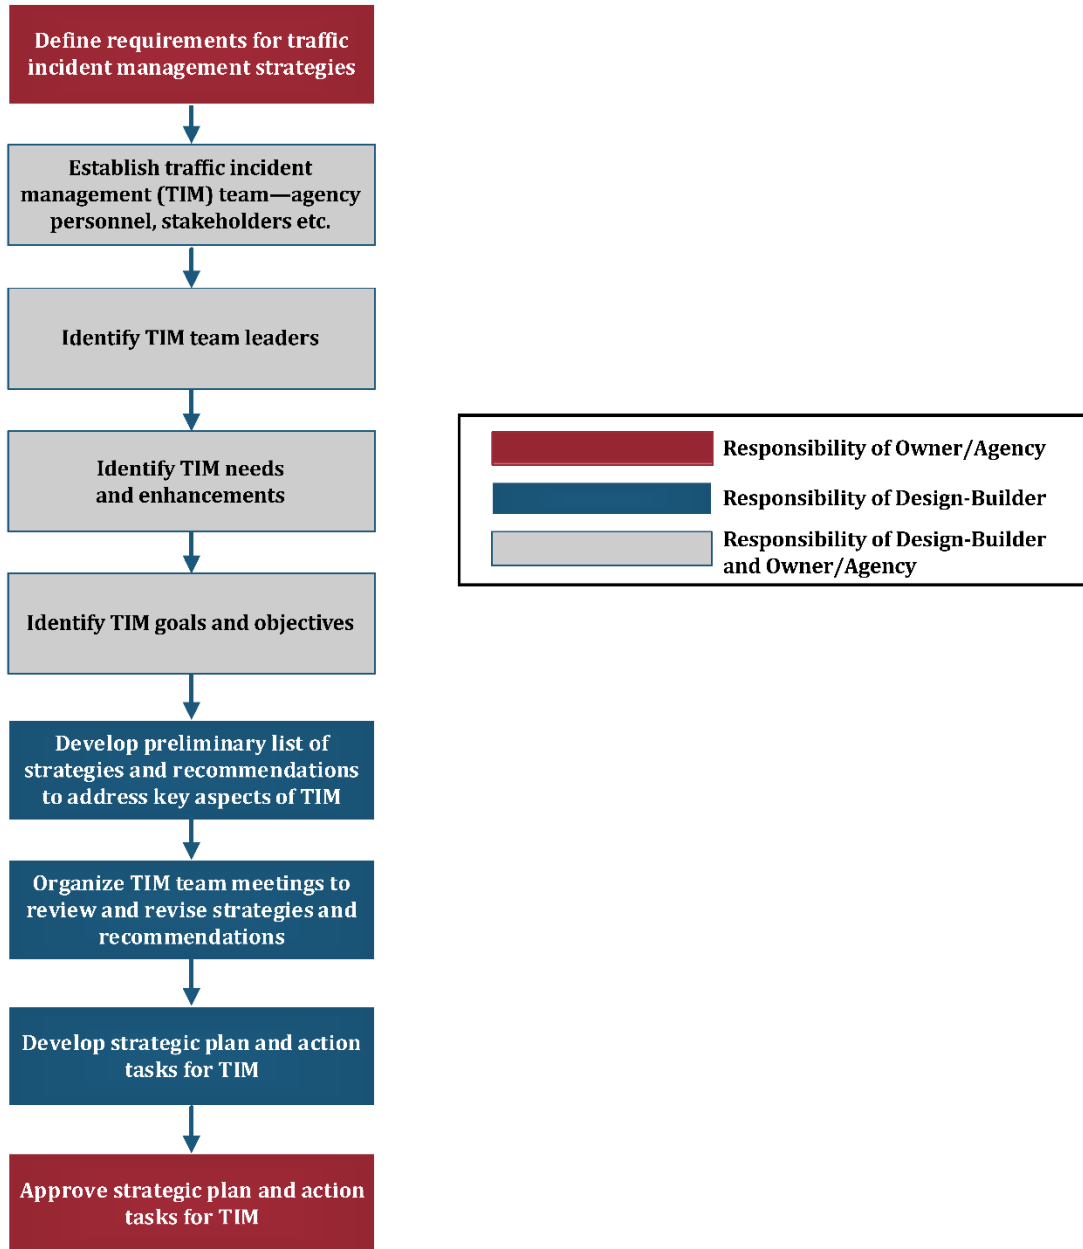 Define requirements for traffic
incident management strategies
Establish traffic incident
management (TIM) team—agency
personnel, stakeholders etc.
Identify TIM team leaders
Identify TIM needs
and enhancements
Identify TIM goals and objectives
Develop preliminary list of
strategies and recommendations
to address key aspects of TIM
Organize TIM team meetings to
review and revise strategies and
recommendations
Develop strategic plan and action
tasks for TIM
Approve strategic plan and action
tasks for TIM
Responsibility of Owner/Agency
Responsibility of Design-Builder
Responsibility of Design-Builder
and Owner/Agency